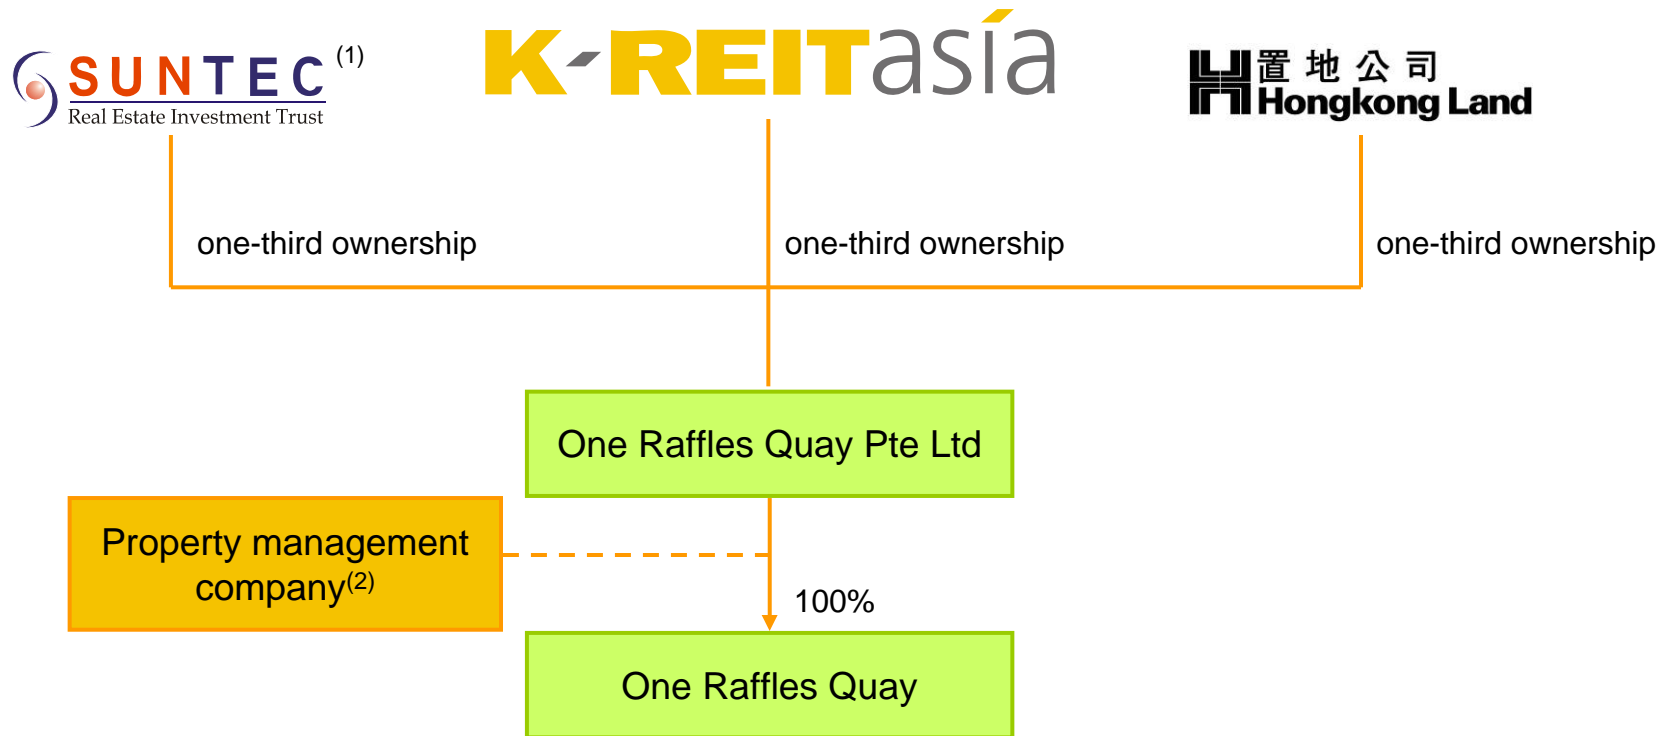 SUNTEC (1)
Real Estate Investment Trust
K-REITasía
置地公司
Hongkong Land
one-third ownership
one-third ownership
one-third ownership
One Raffles Quay Pte Ltd
Property management
company(2)
100%
One Raffles Quay